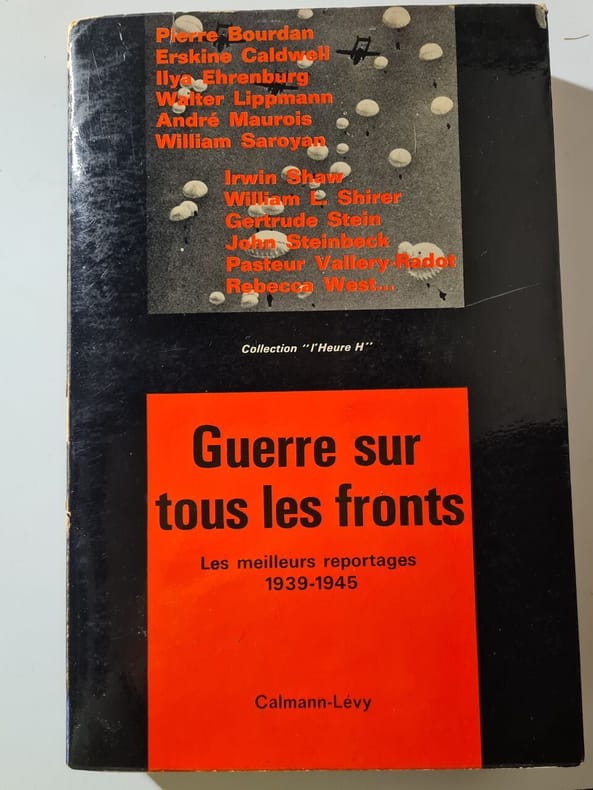 Pierre Bourdan
Erskine Caldwell
Ilya Ehrenburg
Walter Lippmann
André Maurois
William Saroyan
Irwin Shaw
William L. Shirer
Gertrude Stein
John Steinbeck
Pasteur Vallery-Radot
Rebecca West...
Collection "l'Heure H"
Guerre sur
tous les fronts
Les meilleurs reportages
1939-1945
Calmann-Lévy